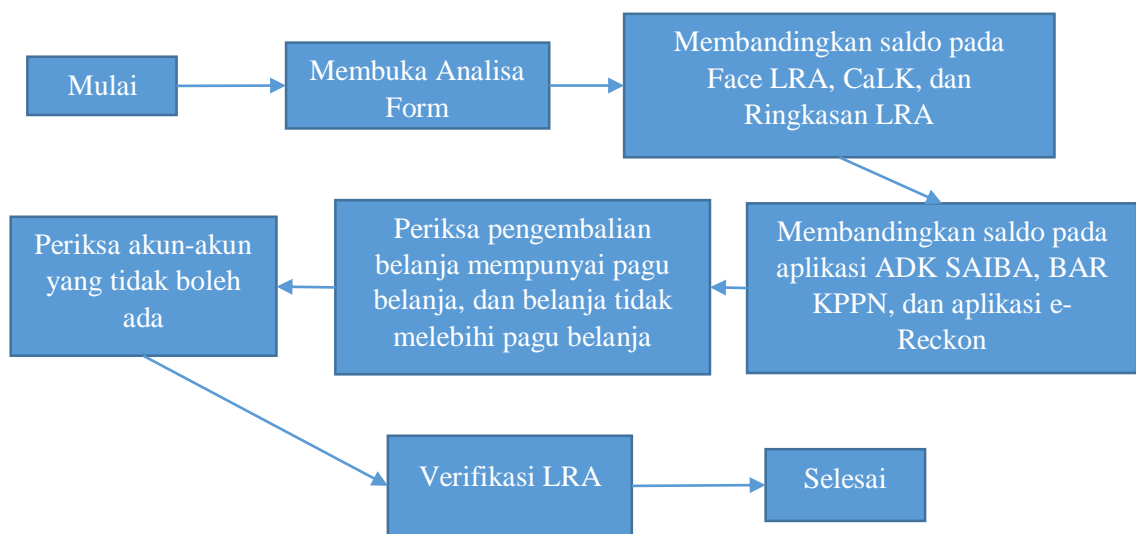 Mulai
Membuka Analisa
Form
Membandingkan saldo pada
Face LRA, CaLK, dan
Ringkasan LRA
Membandingkan saldo pada
aplikasi ADK SAIBA, BAR
KPPN, dan aplikasi e-
Reckon
Periksa pengembalian
belanja mempunyai pagu
belanja, dan belanja tidak
melebihi pagu belanja
Periksa akun-akun
yang tidak boleh
ada
Verifikasi LRA
Selesai